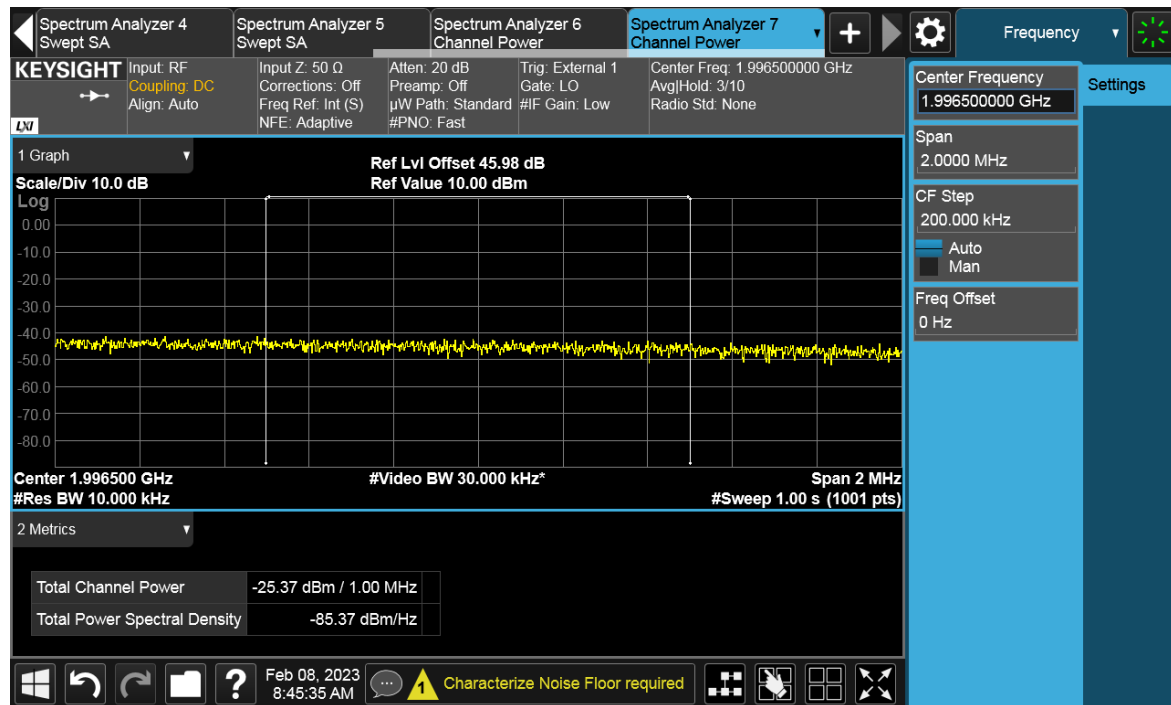 Spectrum Analyzer 4
Swept SA
Spectrum Analyzer 5
Swept SA
Spectrum Analyzer 6
Channel Power
Spectrum Analyzer 7
Channel Power
Frequency
KEYSIGHT
LXI
Input: RF
Coupling: DC
Align: Auto
Input Z: 50 Ω
Corrections: Off
Freq Ref: Int (S)
NFE: Adaptive
Atten: 20 dB
Preamp: Off
µW Path: Standard
#PNO: Fast
Trig: External 1
Gate: LO
#IF Gain: Low
Center Freq: 1.996500000 GHz
Avg|Hold: 3/10
Radio Std: None
Center Frequency
1.996500000 GHz
Settings
Span
2.0000 MHz
CF Step
200.000 kHz
Auto
Man
Freq Offset
0 Hz
1 Graph
Scale/Div 10.0 dB
Ref Lvl Offset 45.98 dB
Ref Value 10.00 dBm
Log
0.00
-10.0
-20.0
-30.0
-40.0
-50.0
-60.0
-70.0
-80.0
Center 1.996500 GHz
#Res BW 10.000 kHz
#Video BW 30.000 kHz*
Span 2 MHz
#Sweep 1.00 s (1001 pts)
2 Metrics
Total Channel Power -25.37 dBm / 1.00 MHz
Total Power Spectral Density -85.37 dBm/Hz
?
Feb 08, 2023
8:45:35 AM
1
Characterize Noise Floor required